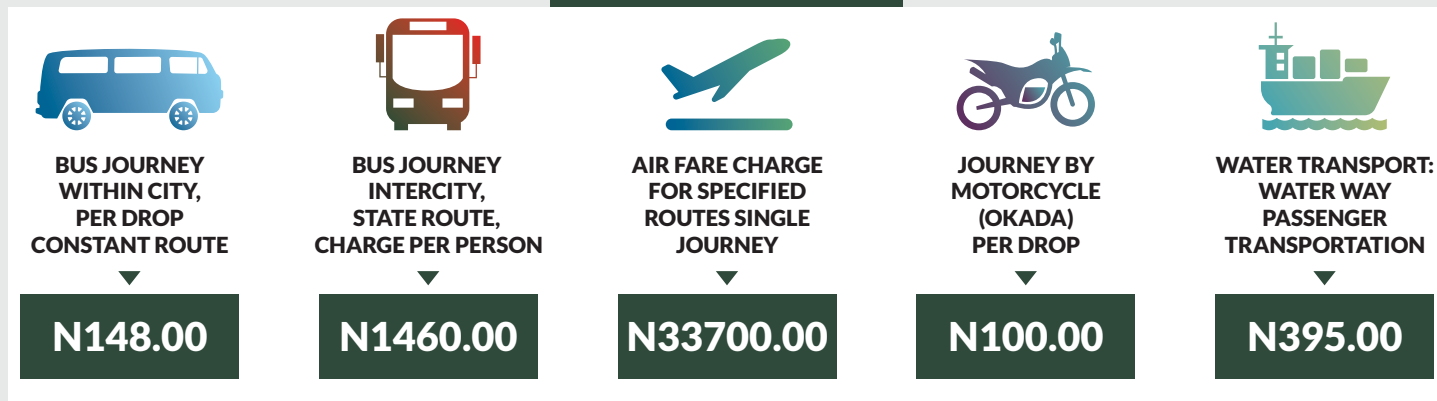 BUS JOURNEY
WITHIN CITY,
PER DROP
CONSTANT ROUTE
N148.00
BUS JOURNEY
INTERCITY,
STATE ROUTE,
CHARGE PER PERSON
N1460.00
AIR FARE CHARGE
FOR SPECIFIED
ROUTES SINGLE
JOURNEY
N33700.00
JOURNEY BY
MOTORCYCLE
(OKADA)
PER DROP
N100.00
WATER TRANSPORT:
WATER WAY
PASSENGER
TRANSPORTATION
N395.00